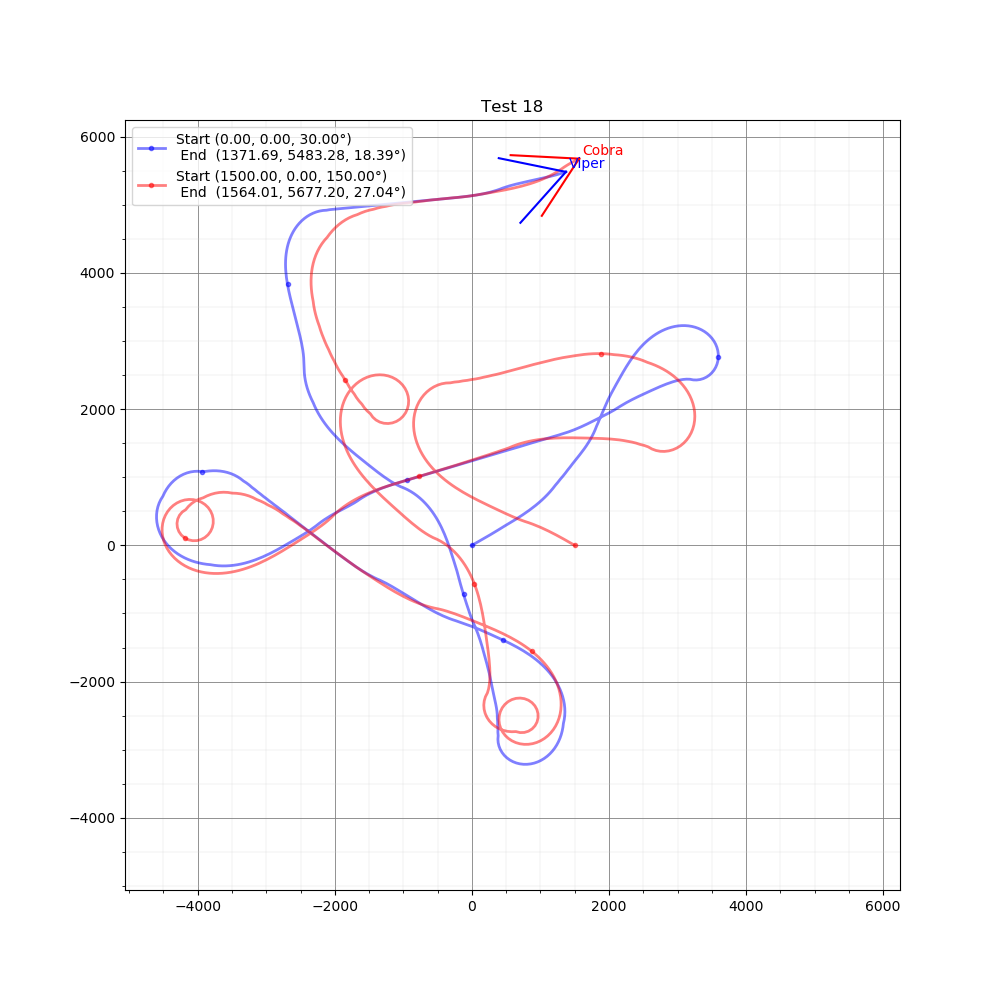 Test 18
6000
4000
2000
0
−2000
−4000
Start (0.00, 0.00, 30.00°)
End (1371.69, 5483.28, 18.39°)
Start (1500.00, 0.00, 150.00°)
End (1564.01, 5677.20, 27.04°)
Cobra
Viper
−4000 −2000 0 2000 4000 6000